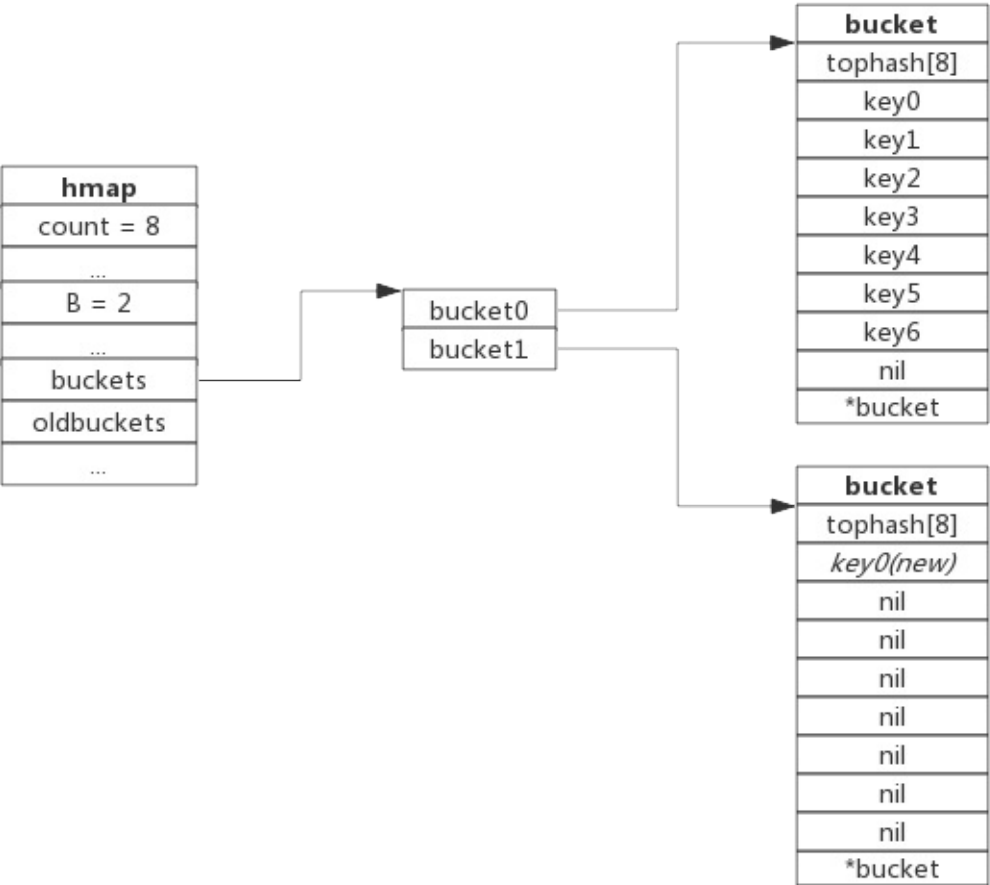 hmap
count = 8
...
B = 2
...
buckets
oldbuckets
...
bucket0
bucket1
bucket
tophash[8]
key0
key1
key2
key3
key4
key5
key6
nil
*bucket
bucket
tophash[8]
key0(new)
nil
nil
nil
nil
nil
nil
nil
*bucket